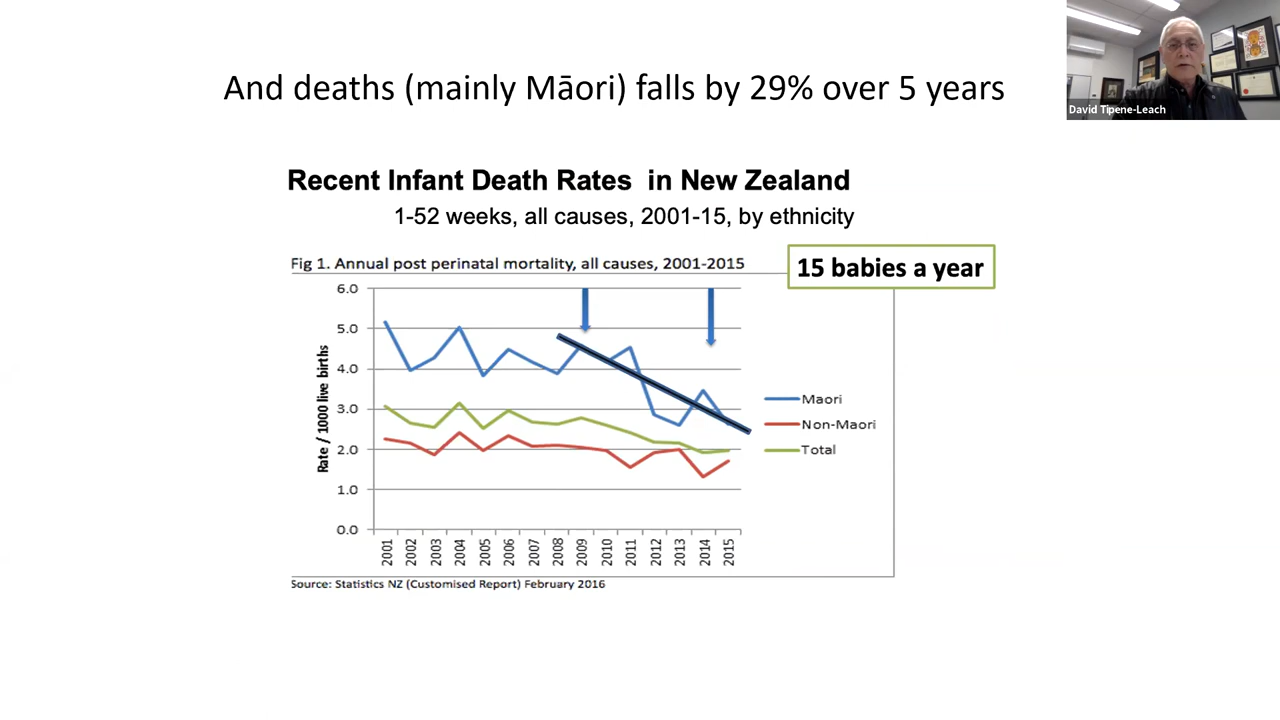 And deaths (mainly Māori) falls by 29% over 5 years
David Tipene-Leach
Recent Infant Death Rates in New Zealand
1-52 weeks, all causes, 2001-15, by ethnicity
Fig 1. Annual post perinatal mortality, all causes, 2001-2015
15 babies a year
6.0
5.0
4.0
3.0
2.0
1.0
0.0
Rate / 1000 live births
2001 2002 2003 2004 2005 2006 2007 2008 2009 2010 2011 2012 2013 2014 2015
Maori
Non-Maori
Total
Source: Statistics NZ (Customised Report) February 2016